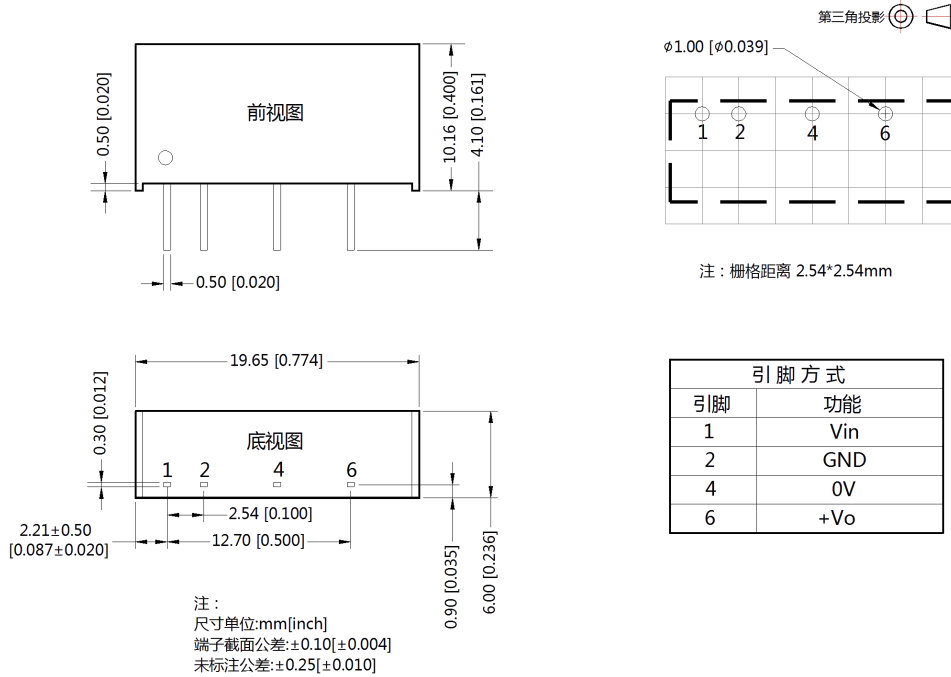 第三角投影
ϕ1.00 [ϕ0.039]
0.50 [0.020]
前视图
10.16 [0.400]
4.10 [0.161]
1 2 4 6
0.50 [0.020]
注：栅格距离 2.54*2.54mm
19.65 [0.774]
0.30 [0.012]
底视图
1 2 4 6
2.54 [0.100]
12.70 [0.500]
2.21±0.50
[0.087±0.020]
0.90 [0.035]
6.00 [0.236]
注：
尺寸单位:mm[inch]
端子截面公差:±0.10[±0.004]
未标注公差:±0.25[±0.010]
引脚方式
引脚 功能
1 Vin
2 GND
4 0V
6 +Vo